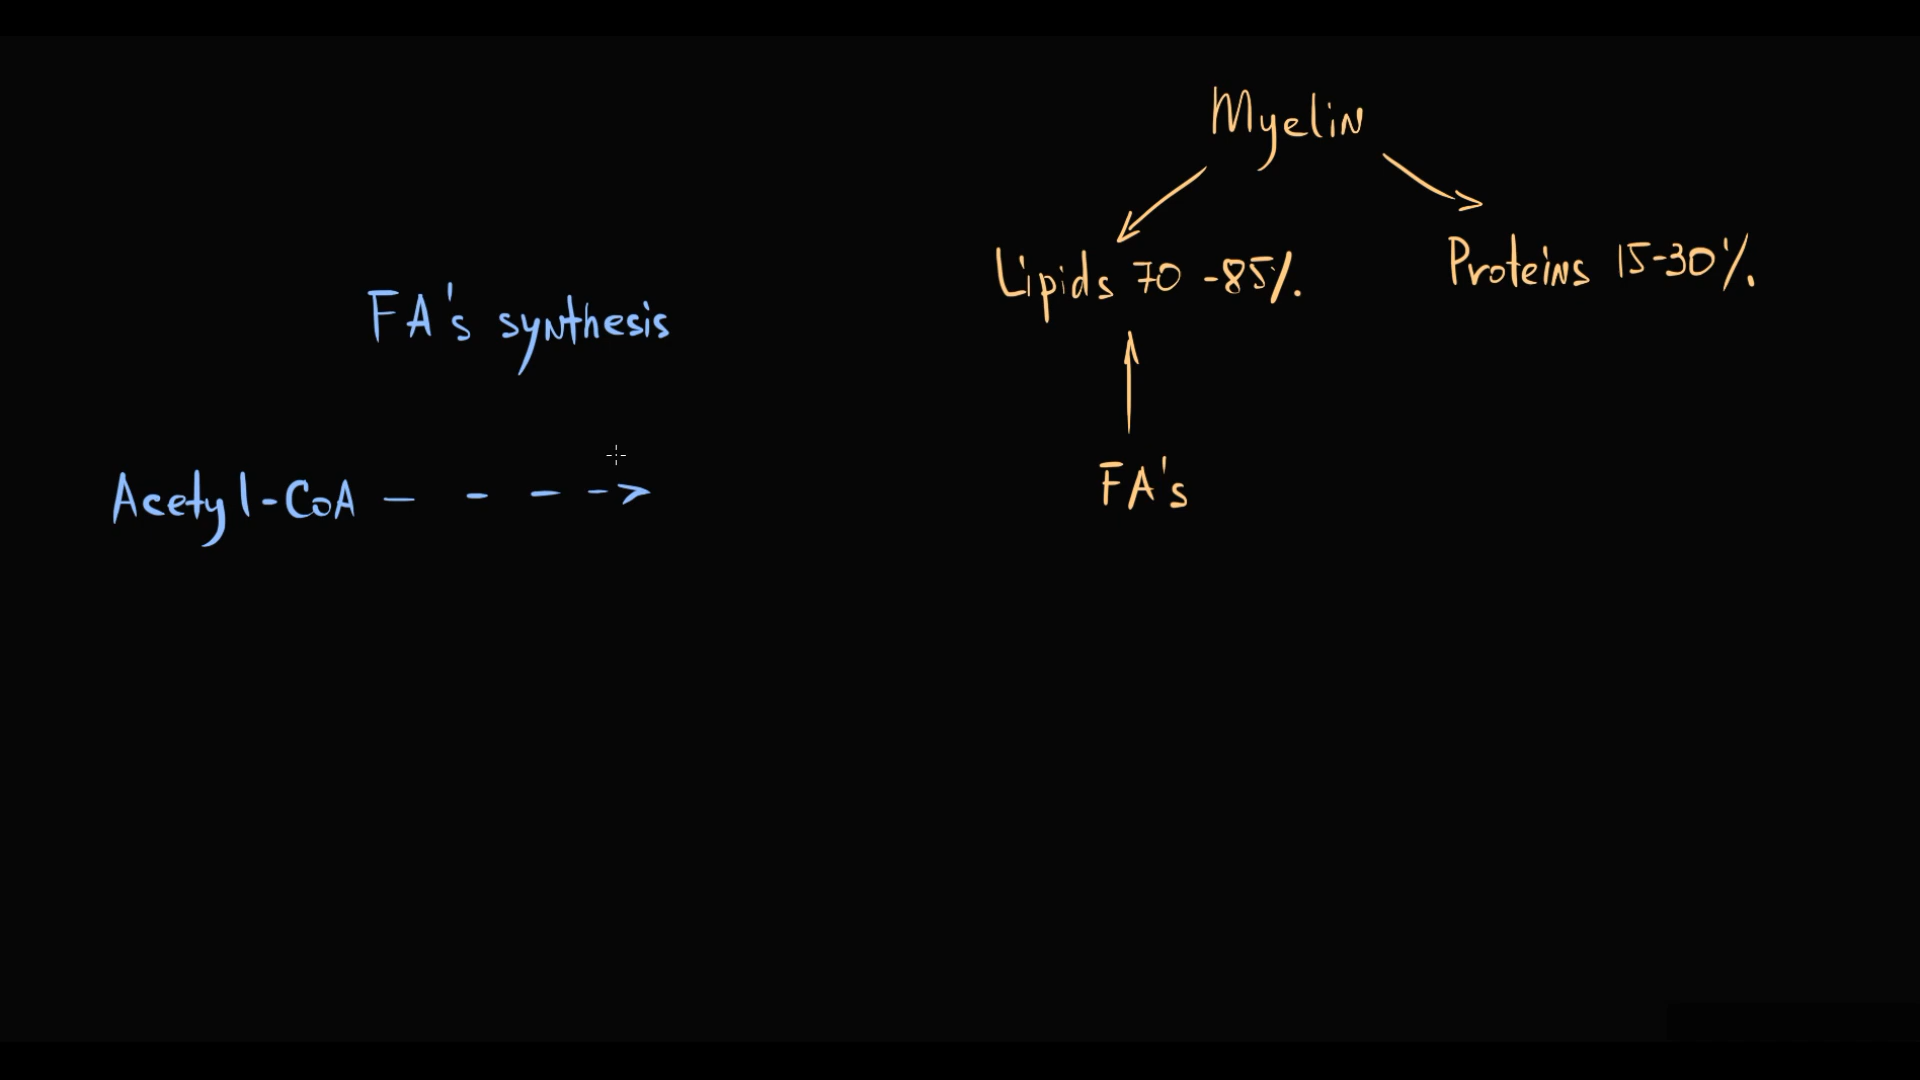 Myelin
Lipids 70-85%.
Proteins 15-30%.
FA's
FA's synthesis
Acetyl-CoA - - - ->